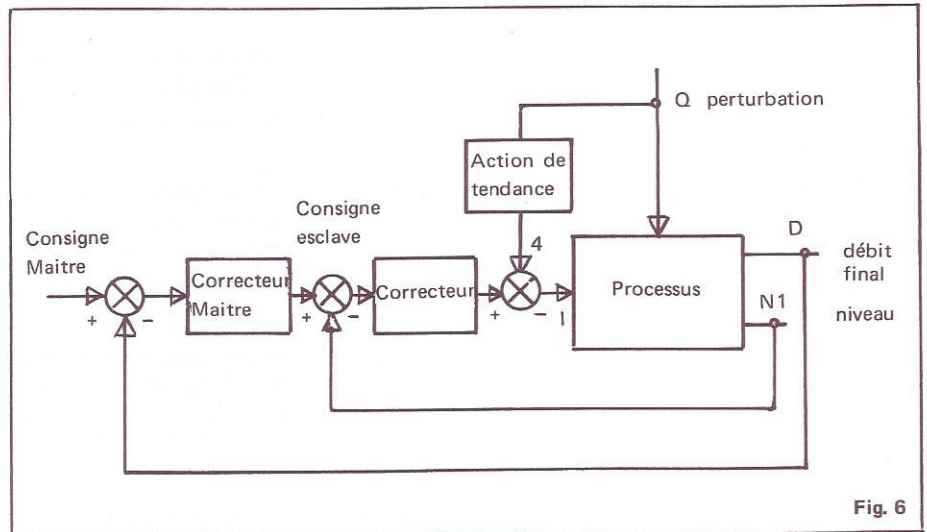 Q perturbation
Action de
tendance
Consigne
esclave
Consigne
Maitre
4
D
débit
final
Correcteur
Maitre
Correcteur
Processus
N1
niveau
+
-
+
-
+
-
I
Fig. 6